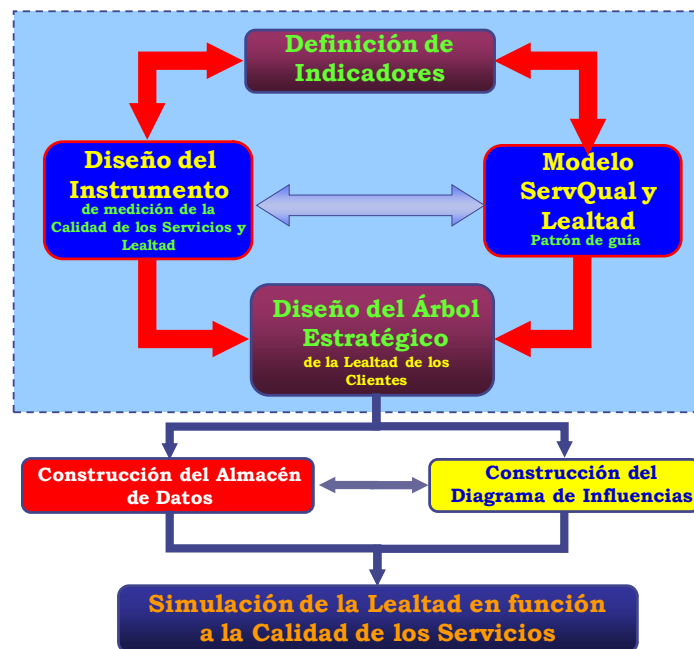 Definición de
Indicadores
Diseño del
Instrumento
de medición de la
Calidad de los Servicios y
Lealtad
Modelo
ServQual y
Lealtad
Patrón de guía
Diseño del Árbol
Estratégico
de la Lealtad de los
Clientes
Construcción del Almacén
de Datos
Construcción del
Diagrama de Influencias
Simulación de la Lealtad en función
a la Calidad de los Servicios